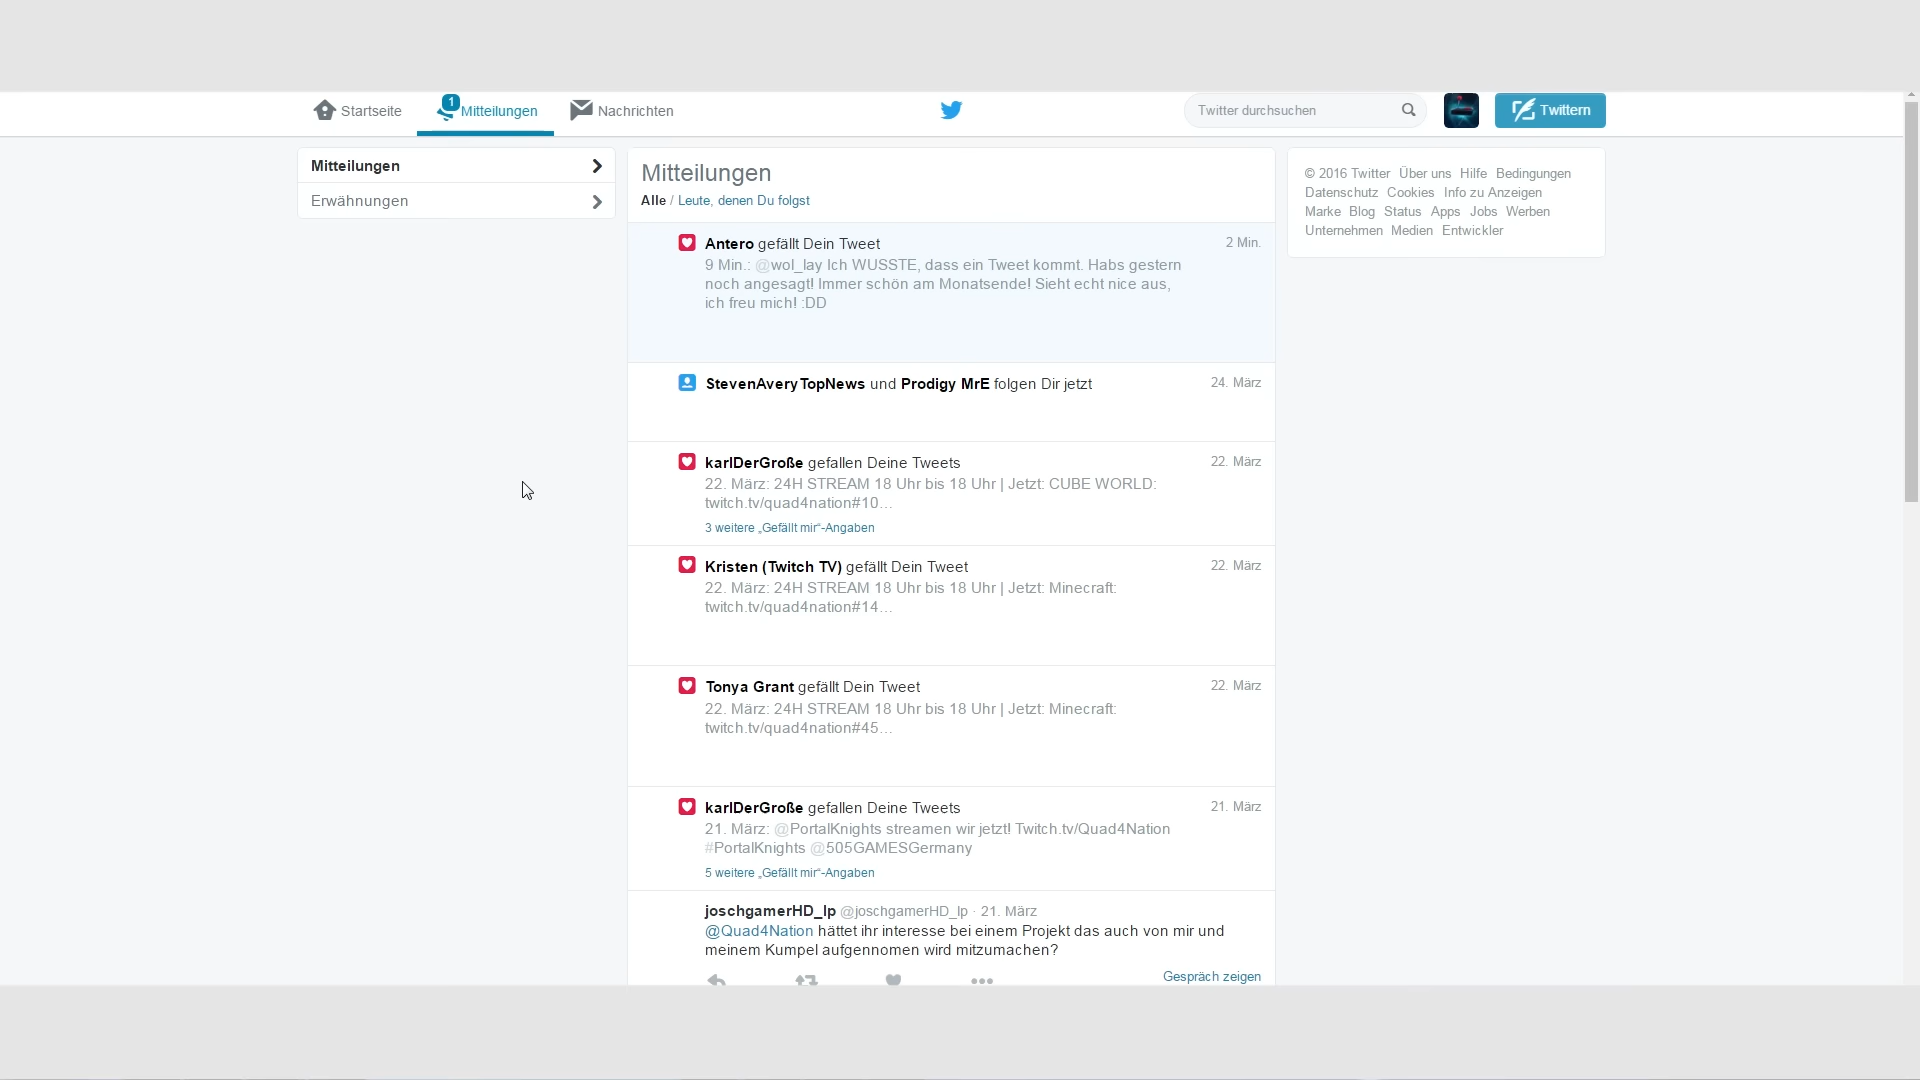 Startseite
1
Mitteilungen
Nachrichten
Twitter durchsuchen
Twittern
Mitteilungen
Erwähnungen
Mitteilungen
Alle / Leute, denen Du folgst
Antero gefällt Dein Tweet
2 Min.
9 Min.: @wol_lay Ich WUSSTE, dass ein Tweet kommt. Habs gestern
noch angesagt! Immer schön am Monatsende! Sieht echt nice aus,
ich freu mich! :DD
StevenAveryTopNews und Prodigy MrE folgen Dir jetzt
24. März
karlDerGroße gefallen Deine Tweets
22. März
22. März: 24H STREAM 18 Uhr bis 18 Uhr | Jetzt: CUBE WORLD:
twitch.tv/quad4nation#10…
3 weitere „Gefällt mir“-Angaben
Kristen (Twitch TV) gefällt Dein Tweet
22. März
22. März: 24H STREAM 18 Uhr bis 18 Uhr | Jetzt: Minecraft:
twitch.tv/quad4nation#14…
Tonya Grant gefällt Dein Tweet
22. März
22. März: 24H STREAM 18 Uhr bis 18 Uhr | Jetzt: Minecraft:
twitch.tv/quad4nation#45…
karlDerGroße gefallen Deine Tweets
21. März
21. März: @PortalKnights streamen wir jetzt! Twitch.tv/Quad4Nation
#PortalKnights @505GAMESGermany
5 weitere „Gefällt mir“-Angaben
joschgamerHD_lp @joschgamerHD_lp · 21. März
@Quad4Nation hättet ihr interesse bei einem Projekt das auch von mir und
meinem Kumpel aufgennomen wird mitzumachen?
Gespräch zeigen
© 2016 Twitter Über uns Hilfe Bedingungen
Datenschutz Cookies Info zu Anzeigen
Marke Blog Status Apps Jobs Werben
Unternehmen Medien Entwickler